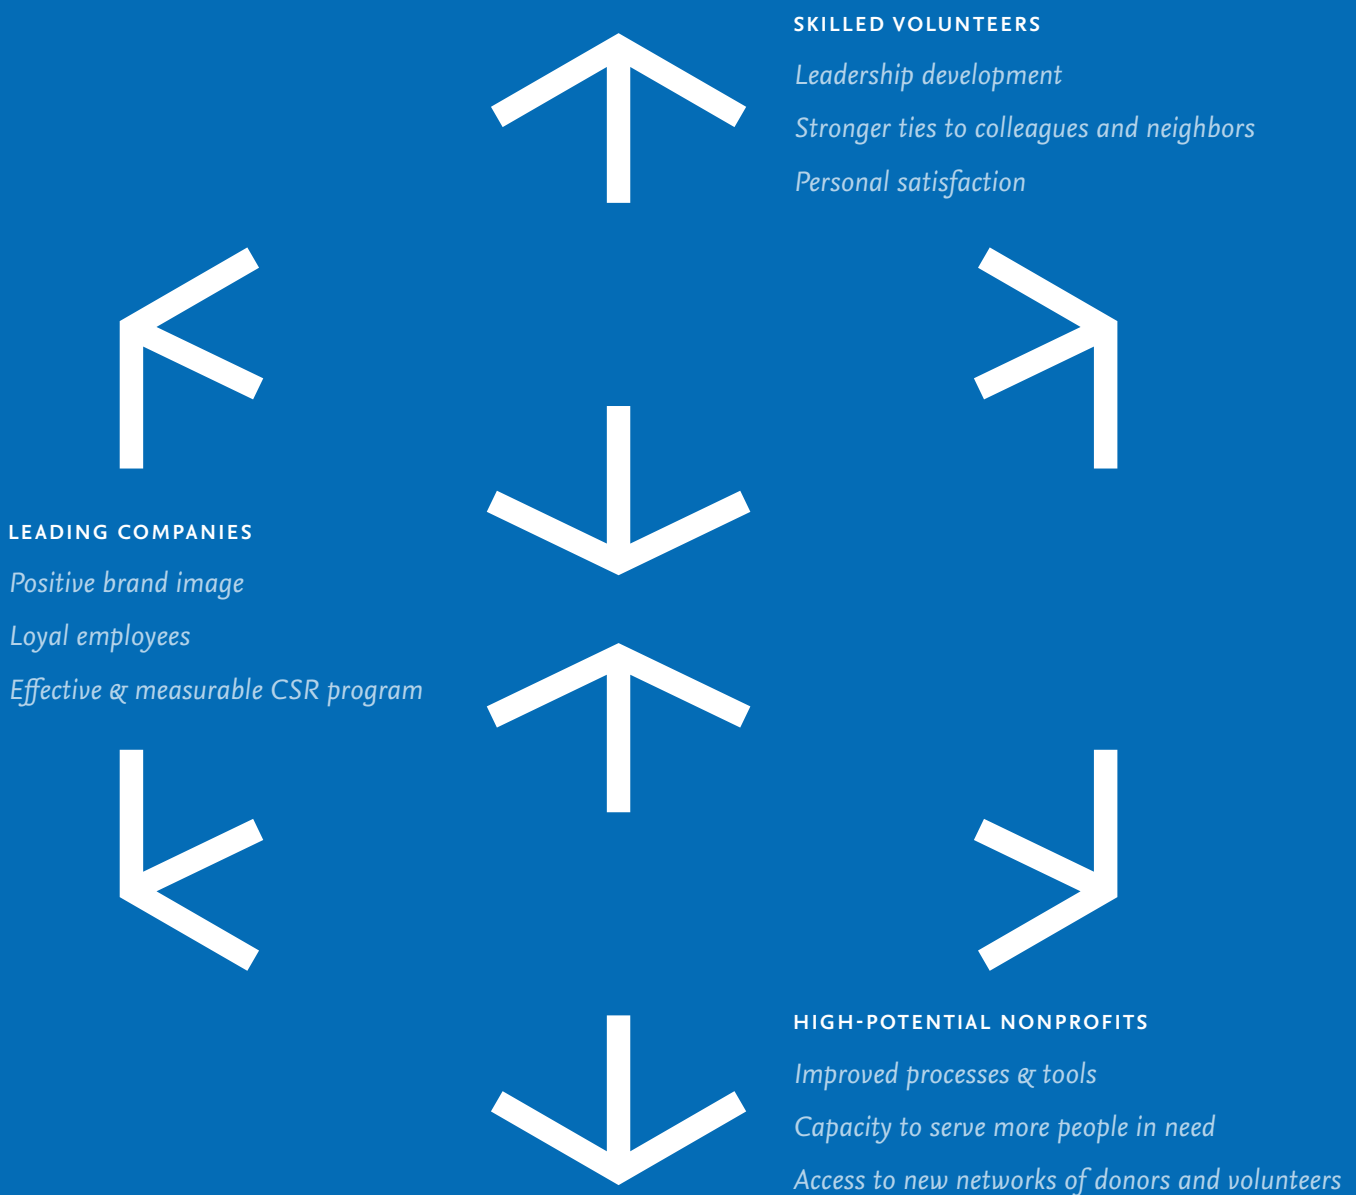 SKILLED VOLUNTEERS
Leadership development
Stronger ties to colleagues and neighbors
Personal satisfaction
LEADING COMPANIES
Positive brand image
Loyal employees
Effective & measurable CSR program
HIGH-POTENTIAL NONPROFITS
Improved processes & tools
Capacity to serve more people in need
Access to new networks of donors and volunteers